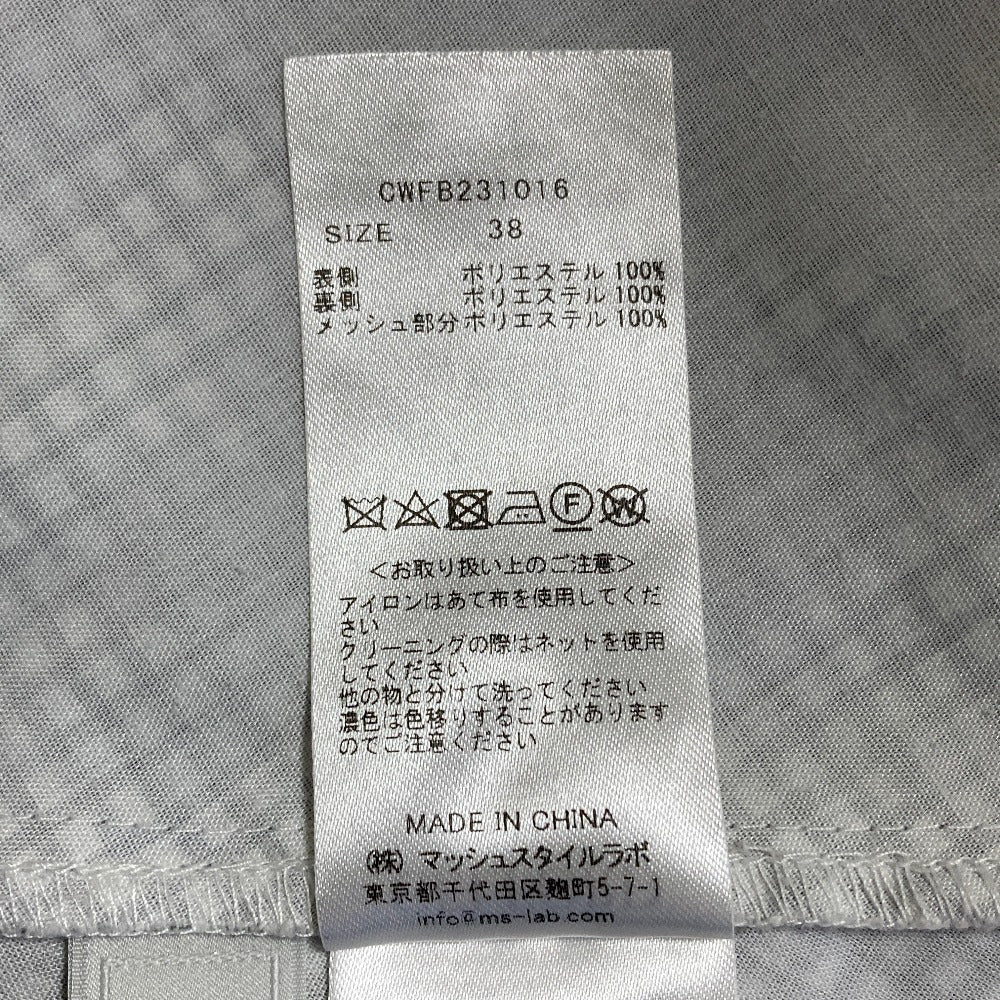 CWFB231016
SIZE 38
表側 ポリエステル 100%
裏側 ポリエステル 100%
メッシュ部分 ポリエステル 100%
F W
＜お取り扱い上のご注意＞
アイロンはあて布を使用してくだ
さい
クリーニングの際はネットを使用
してください
他の物と分けて洗ってください
濃色は色移りすることがあります
のでご注意ください
MADE IN CHINA
(株) マッシュスタイルラボ
東京都千代田区麹町5-7-1
info@ms-lab.com